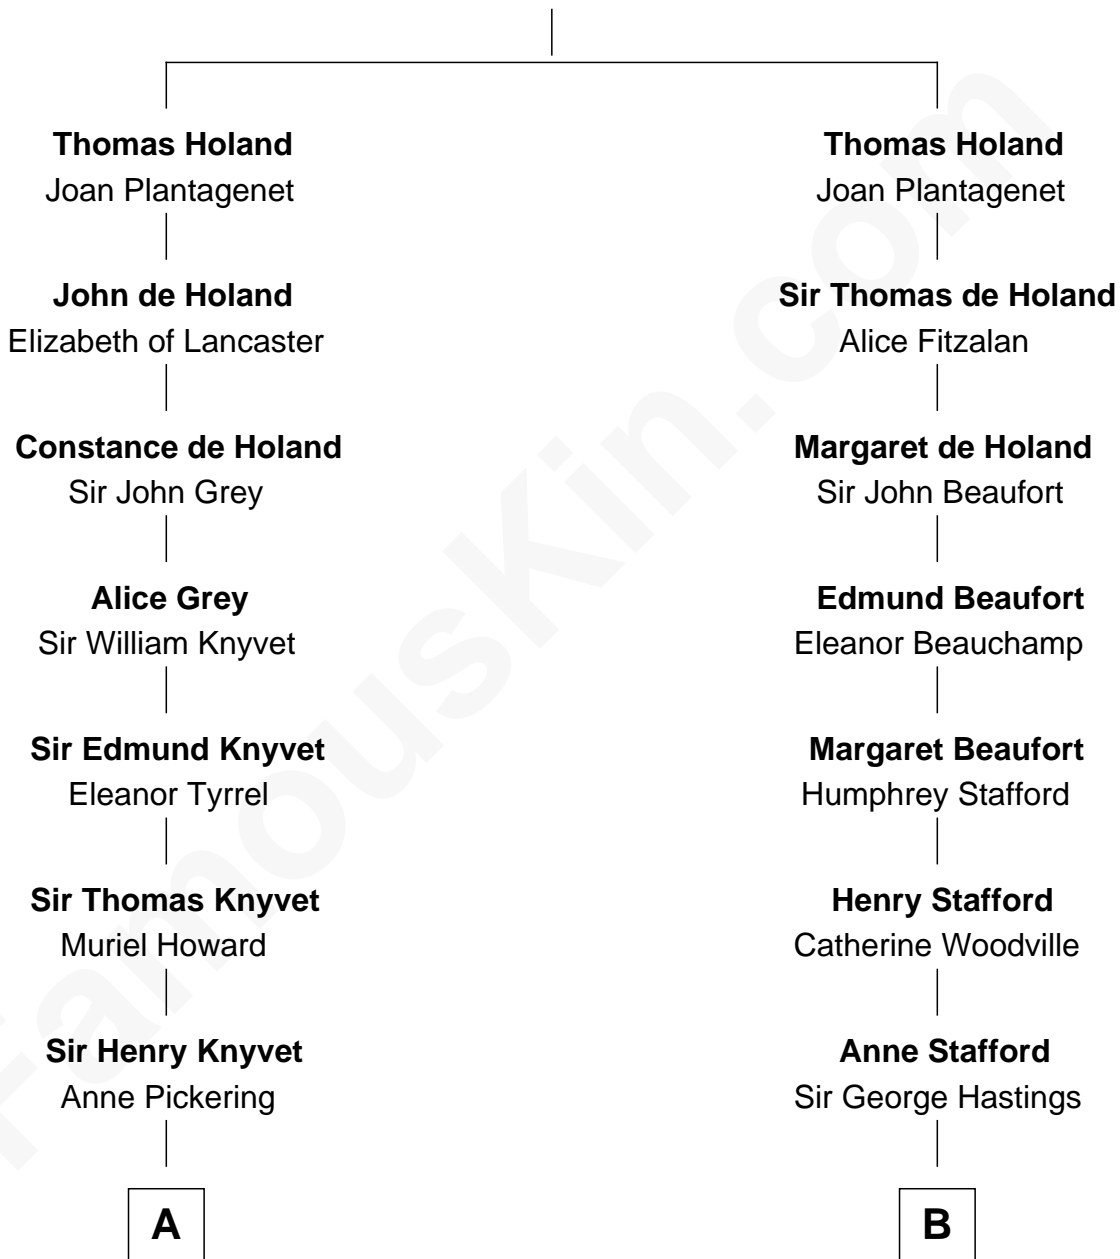 Thomas Holand
Joan Plantagenet
John de Holand
Elizabeth of Lancaster
Constance de Holand
Sir John Grey
Alice Grey
Sir William Knyvet
Sir Edmund Knyvet
Eleanor Tyrrel
Sir Thomas Knyvet
Muriel Howard
Sir Henry Knyvet
Anne Pickering
A
Thomas Holand
Joan Plantagenet
Sir Thomas de Holand
Alice Fitzalan
Margaret de Holand
Sir John Beaufort
Edmund Beaufort
Eleanor Beauchamp
Margaret Beaufort
Humphrey Stafford
Henry Stafford
Catherine Woodville
Anne Stafford
Sir George Hastings
B
FamousKin.com